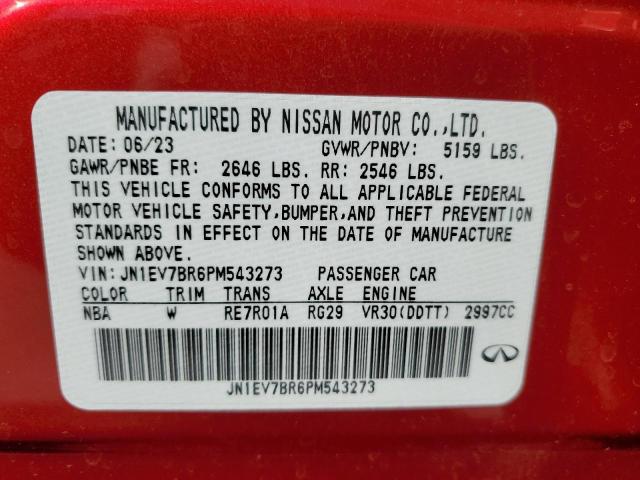 MANUFACTURED BY NISSAN MOTOR CO.,LTD.
DATE: 06/23 GVWR/PNBV: 5159 LBS.
GAWR/PNBE FR: 2646 LBS. RR: 2546 LBS.
THIS VEHICLE CONFORMS TO ALL APPLICABLE FEDERAL
MOTOR VEHICLE SAFETY,BUMPER,AND THEFT PREVENTION
STANDARDS IN EFFECT ON THE DATE OF MANUFACTURE
SHOWN ABOVE.
VIN: JN1EV7BR6PM543273 PASSENGER CAR
COLOR TRIM TRANS AXLE ENGINE
NBA W RE7R01A RG29 VR30(DDTT) 2997CC
JN1EV7BR6PM543273